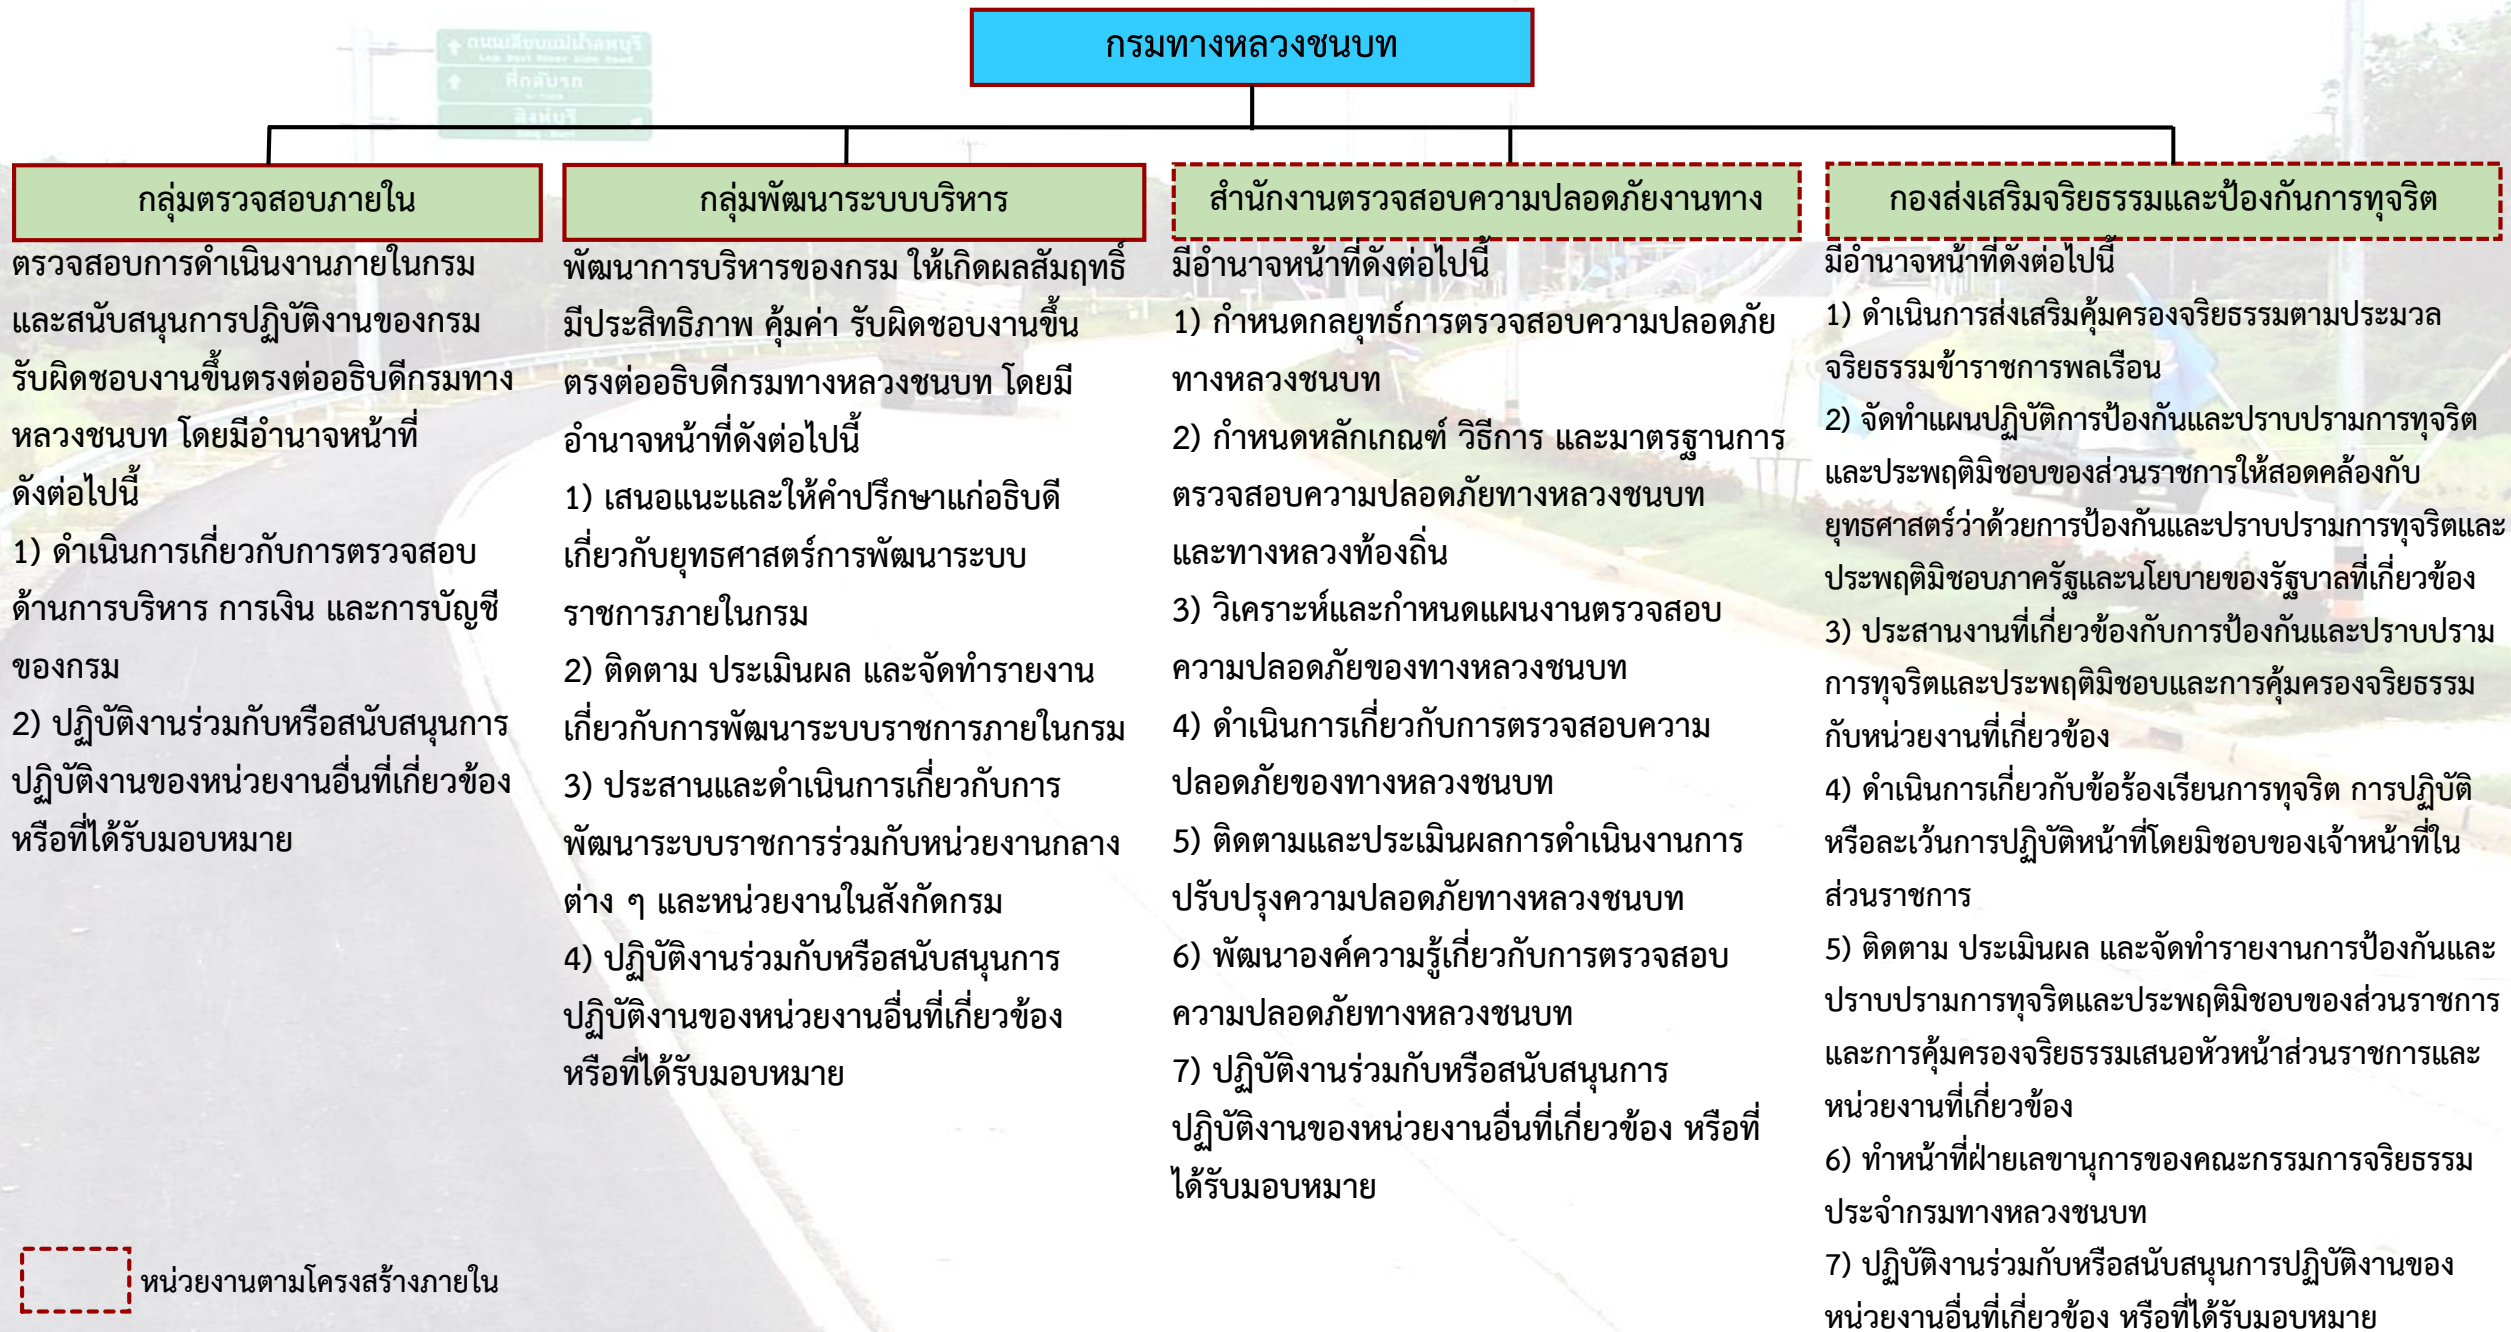 ถนนเลียบแม่น้ำลพบุรี
Lop Buri River Side Road
ที่กลับรถ
U-TURN
สิงห์บุรี
กรมทางหลวงชนบท
กลุ่มตรวจสอบภายใน
ตรวจสอบการดำเนินงานภายในกรม
และสนับสนุนการปฏิบัติงานของกรม
รับผิดชอบงานขึ้นตรงต่ออธิบดีกรมทาง
หลวงชนบท โดยมีอำนาจหน้าที่
ดังต่อไปนี้
1) ดำเนินการเกี่ยวกับการตรวจสอบ
ด้านการบริหาร การเงิน และการบัญชี
ของกรม
2) ปฏิบัติงานร่วมกับหรือสนับสนุนการ
ปฏิบัติงานของหน่วยงานอื่นที่เกี่ยวข้อง
หรือที่ได้รับมอบหมาย
กลุ่มพัฒนาระบบบริหาร
พัฒนาการบริหารของกรม ให้เกิดผลสัมฤทธิ์
มีประสิทธิภาพ คุ้มค่า รับผิดชอบงานขึ้น
ตรงต่ออธิบดีกรมทางหลวงชนบท โดยมี
อำนาจหน้าที่ดังต่อไปนี้
1) เสนอแนะและให้คำปรึกษาแก่อธิบดี
เกี่ยวกับยุทธศาสตร์การพัฒนาระบบ
ราชการภายในกรม
2) ติดตาม ประเมินผล และจัดทำรายงาน
เกี่ยวกับการพัฒนาระบบราชการภายในกรม
3) ประสานและดำเนินการเกี่ยวกับการ
พัฒนาระบบราชการร่วมกับหน่วยงานกลาง
ต่าง ๆ และหน่วยงานในสังกัดกรม
4) ปฏิบัติงานร่วมกับหรือสนับสนุนการ
ปฏิบัติงานของหน่วยงานอื่นที่เกี่ยวข้อง
หรือที่ได้รับมอบหมาย
สำนักงานตรวจสอบความปลอดภัยงานทาง
มีอำนาจหน้าที่ดังต่อไปนี้
1) กำหนดกลยุทธ์การตรวจสอบความปลอดภัย
ทางหลวงชนบท
2) กำหนดหลักเกณฑ์ วิธีการ และมาตรฐานการ
ตรวจสอบความปลอดภัยทางหลวงชนบท
และทางหลวงท้องถิ่น
3) วิเคราะห์และกำหนดแผนงานตรวจสอบ
ความปลอดภัยของทางหลวงชนบท
4) ดำเนินการเกี่ยวกับการตรวจสอบความ
ปลอดภัยของทางหลวงชนบท
5) ติดตามและประเมินผลการดำเนินงานการ
ปรับปรุงความปลอดภัยทางหลวงชนบท
6) พัฒนาองค์ความรู้เกี่ยวกับการตรวจสอบ
ความปลอดภัยทางหลวงชนบท
7) ปฏิบัติงานร่วมกับหรือสนับสนุนการ
ปฏิบัติงานของหน่วยงานอื่นที่เกี่ยวข้อง หรือที่
ได้รับมอบหมาย
กองส่งเสริมจริยธรรมและป้องกันการทุจริต
มีอำนาจหน้าที่ดังต่อไปนี้
1) ดำเนินการส่งเสริมคุ้มครองจริยธรรมตามประมวล
จริยธรรมข้าราชการพลเรือน
2) จัดทำแผนปฏิบัติการป้องกันและปราบปรามการทุจริต
และประพฤติมิชอบของส่วนราชการให้สอดคล้องกับ
ยุทธศาสตร์ว่าด้วยการป้องกันและปราบปรามการทุจริตและ
ประพฤติมิชอบภาครัฐและนโยบายของรัฐบาลที่เกี่ยวข้อง
3) ประสานงานที่เกี่ยวข้องกับการป้องกันและปราบปราม
การทุจริตและประพฤติมิชอบและการคุ้มครองจริยธรรม
กับหน่วยงานที่เกี่ยวข้อง
4) ดำเนินการเกี่ยวกับข้อร้องเรียนการทุจริต การปฏิบัติ
หรือละเว้นการปฏิบัติหน้าที่โดยมิชอบของเจ้าหน้าที่ใน
ส่วนราชการ
5) ติดตาม ประเมินผล และจัดทำรายงานการป้องกันและ
ปราบปรามการทุจริตและประพฤติมิชอบของส่วนราชการ
และการคุ้มครองจริยธรรมเสนอหัวหน้าส่วนราชการและ
หน่วยงานที่เกี่ยวข้อง
6) ทำหน้าที่ฝ่ายเลขานุการของคณะกรรมการจริยธรรม
ประจำกรมทางหลวงชนบท
7) ปฏิบัติงานร่วมกับหรือสนับสนุนการปฏิบัติงานของ
หน่วยงานอื่นที่เกี่ยวข้อง หรือที่ได้รับมอบหมาย
หน่วยงานตามโครงสร้างภายใน